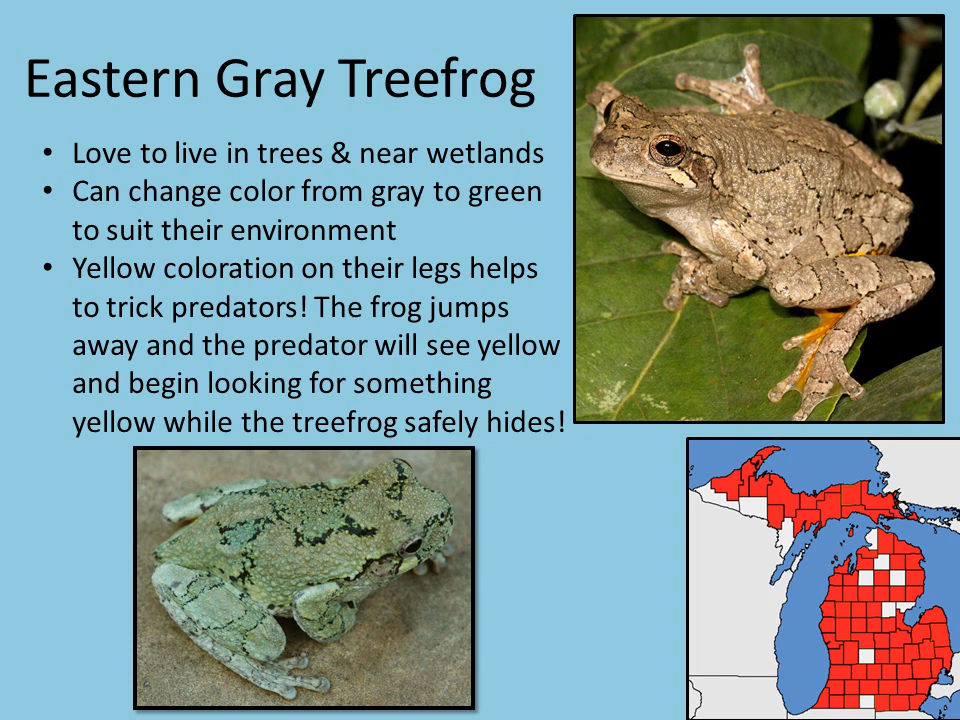 Eastern Gray Treefrog
• Love to live in trees & near wetlands
• Can change color from gray to green
to suit their environment
• Yellow coloration on their legs helps
to trick predators! The frog jumps
away and the predator will see yellow
and begin looking for something
yellow while the treefrog safely hides!